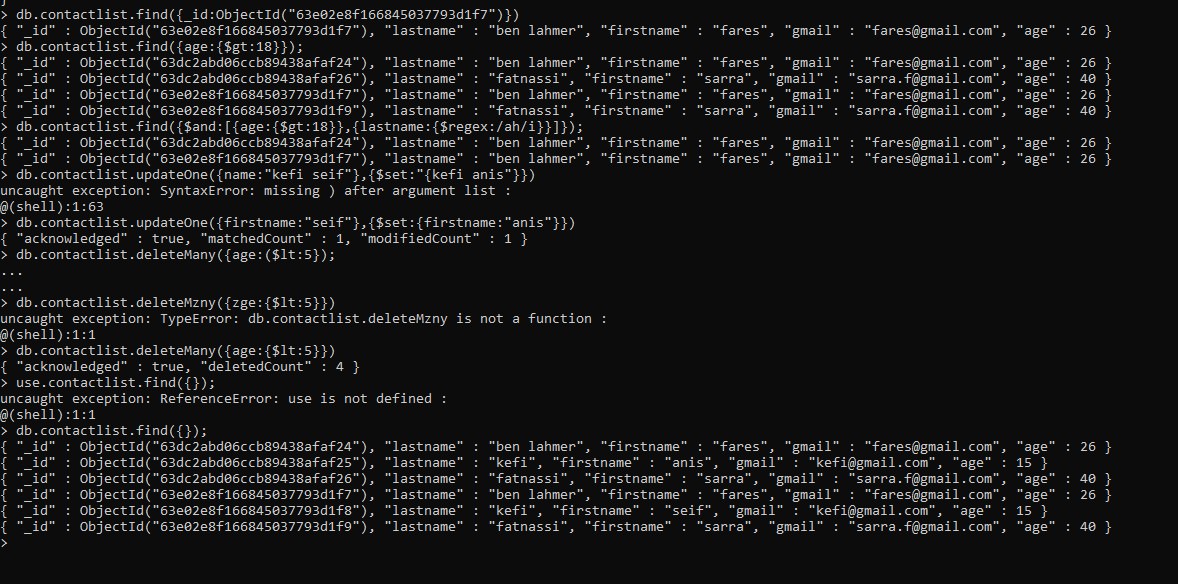 > db.contactlist.find({_id:ObjectId("63e02e8f166845037793d1f7")})
{ "_id" : ObjectId("63e02e8f166845037793d1f7"), "lastname" : "ben lahmer", "firstname" : "fares", "gmail" : "fares@gmail.com", "age" : 26 }
> db.contactlist.find({age:{$gt:18}});
{ "_id" : ObjectId("63dc2abd06ccb89438afaf24"), "lastname" : "ben lahmer", "firstname" : "fares", "gmail" : "fares@gmail.com", "age" : 26 }
{ "_id" : ObjectId("63dc2abd06ccb89438afaf26"), "lastname" : "fatnassi", "firstname" : "sarra", "gmail" : "sarra.f@gmail.com", "age" : 40 }
{ "_id" : ObjectId("63e02e8f166845037793d1f7"), "lastname" : "ben lahmer", "firstname" : "fares", "gmail" : "fares@gmail.com", "age" : 26 }
{ "_id" : ObjectId("63e02e8f166845037793d1f9"), "lastname" : "fatnassi", "firstname" : "sarra", "gmail" : "sarra.f@gmail.com", "age" : 40 }
> db.contactlist.find({$and:[{age:{$gt:18}},{lastname:{$regex:/ah/i}}]});
{ "_id" : ObjectId("63dc2abd06ccb89438afaf24"), "lastname" : "ben lahmer", "firstname" : "fares", "gmail" : "fares@gmail.com", "age" : 26 }
{ "_id" : ObjectId("63e02e8f166845037793d1f7"), "lastname" : "ben lahmer", "firstname" : "fares", "gmail" : "fares@gmail.com", "age" : 26 }
> db.contactlist.updateOne({name:"kefi seif"},{$set:"{kefi anis"}})
uncaught exception: SyntaxError: missing ) after argument list :
@(shell):1:63
> db.contactlist.updateOne({firstname:"seif"},{$set:{firstname:"anis"}})
{ "acknowledged" : true, "matchedCount" : 1, "modifiedCount" : 1 }
> db.contactlist.deleteMany({age:($lt:5});
...
...
> db.contactlist.deleteMzny({zge:{$lt:5}})
uncaught exception: TypeError: db.contactlist.deleteMzny is not a function :
@(shell):1:1
> db.contactlist.deleteMany({age:{$lt:5}})
{ "acknowledged" : true, "deletedCount" : 4 }
> use.contactlist.find({});
uncaught exception: ReferenceError: use is not defined :
@(shell):1:1
> db.contactlist.find({});
{ "_id" : ObjectId("63dc2abd06ccb89438afaf24"), "lastname" : "ben lahmer", "firstname" : "fares", "gmail" : "fares@gmail.com", "age" : 26 }
{ "_id" : ObjectId("63dc2abd06ccb89438afaf25"), "lastname" : "kefi", "firstname" : "anis", "gmail" : "kefi@gmail.com", "age" : 15 }
{ "_id" : ObjectId("63dc2abd06ccb89438afaf26"), "lastname" : "fatnassi", "firstname" : "sarra", "gmail" : "sarra.f@gmail.com", "age" : 40 }
{ "_id" : ObjectId("63e02e8f166845037793d1f7"), "lastname" : "ben lahmer", "firstname" : "fares", "gmail" : "fares@gmail.com", "age" : 26 }
{ "_id" : ObjectId("63e02e8f166845037793d1f8"), "lastname" : "kefi", "firstname" : "seif", "gmail" : "kefi@gmail.com", "age" : 15 }
{ "_id" : ObjectId("63e02e8f166845037793d1f9"), "lastname" : "fatnassi", "firstname" : "sarra", "gmail" : "sarra.f@gmail.com", "age" : 40 }
>